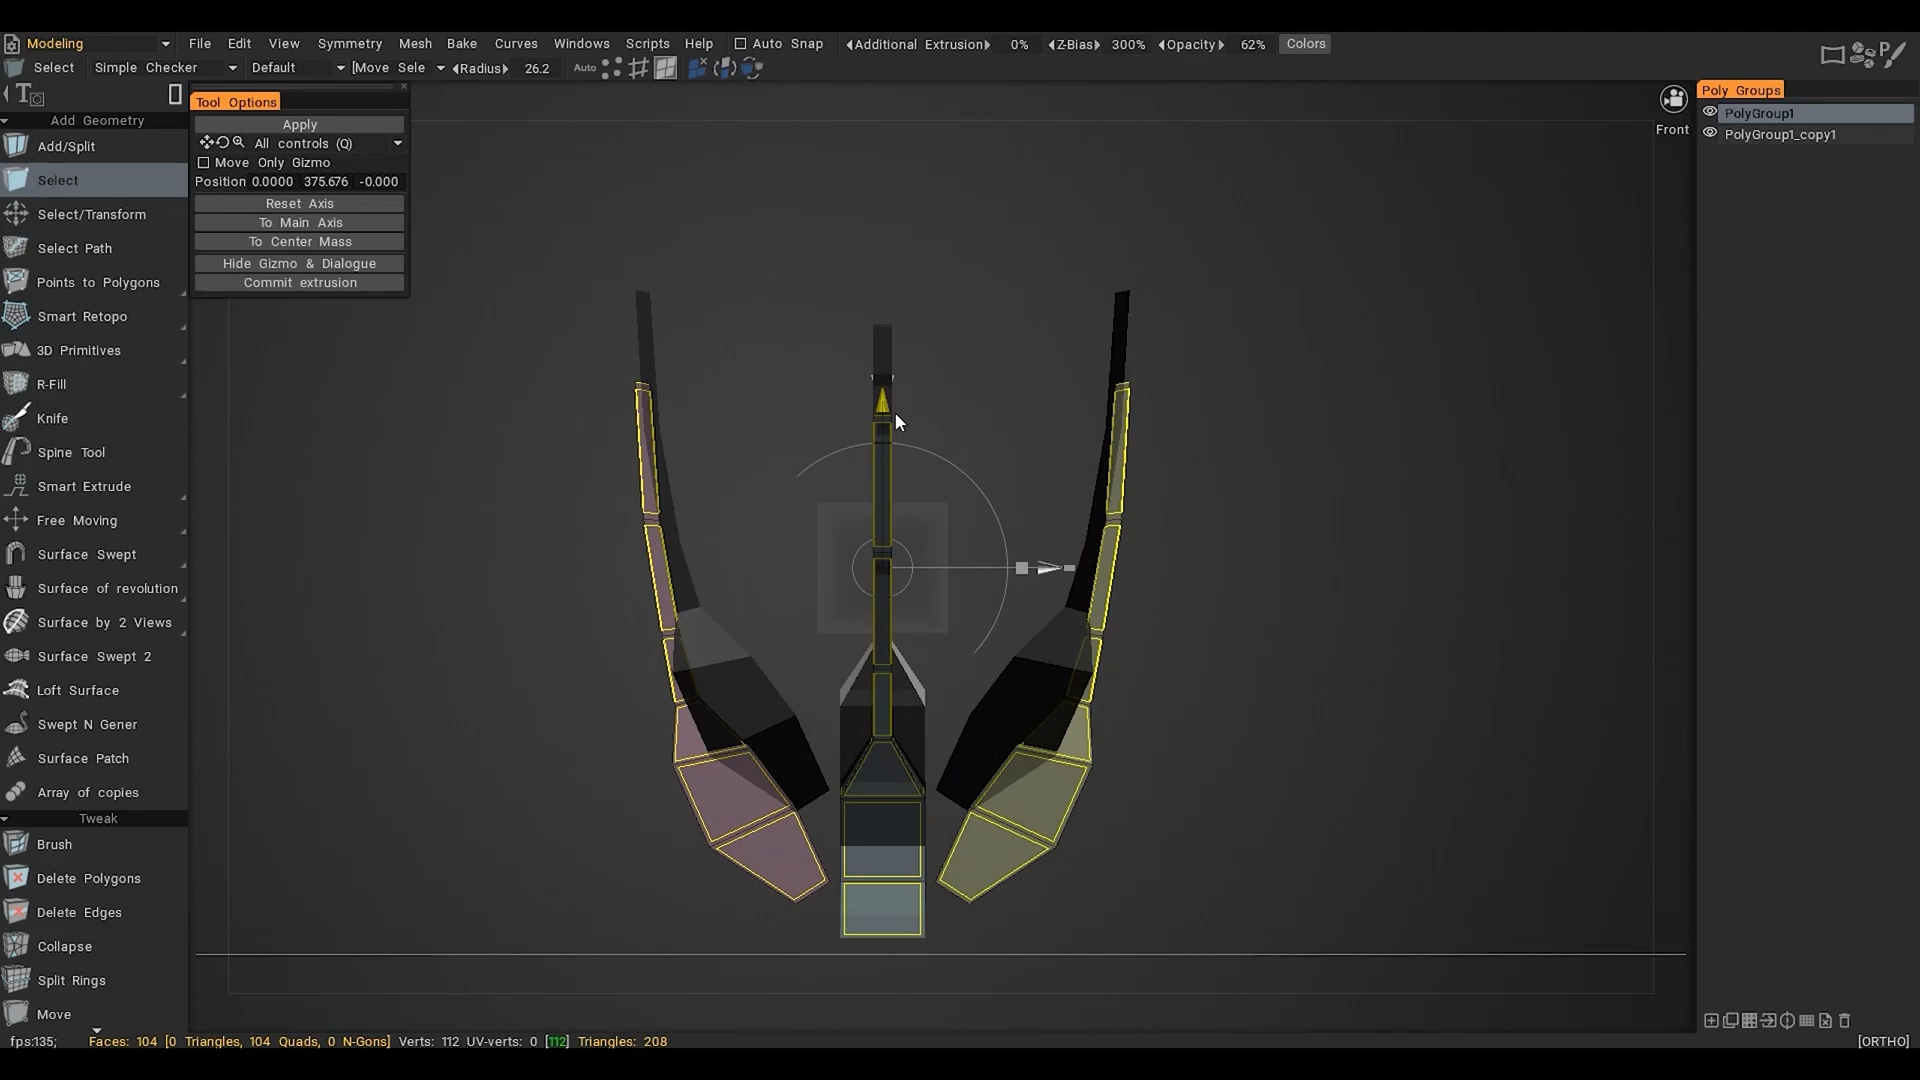 Modeling File Edit View Symmetry Mesh Bake Curves Windows Scripts Help Auto Snap Additional Extrusion 0% Z-Bias 300% Opacity 62% Colors
Select Simple Checker Default [Move Sele Radius 26.2 Auto
Tool Options
Apply
All controls (Q)
Move Only Gizmo
Position 0.0000 375.676 -0.000
Reset Axis
To Main Axis
To Center Mass
Hide Gizmo & Dialogue
Commit extrusion
Add Geometry
Add/Split
Select
Select/Transform
Select Path
Points to Polygons
Smart Retopo
3D Primitives
R-Fill
Knife
Spine Tool
Smart Extrude
Free Moving
Surface Swept
Surface of revolution
Surface by 2 Views
Surface Swept 2
Loft Surface
Swept N Gener
Surface Patch
Array of copies
Tweak
Brush
Delete Polygons
Delete Edges
Collapse
Split Rings
Move
Front
Poly Groups
PolyGroup1
PolyGroup1_copy1
fps:135; Faces: 104 [0 Triangles, 104 Quads, 0 N-Gons] Verts: 112 UV-verts: 0 [112] Triangles: 208
[ORTHO]